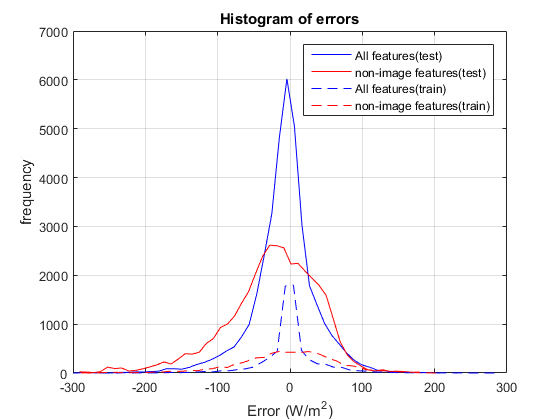 Histogram of errors
7000
6000
5000
4000
3000
2000
1000
0
frequency
All features(test)
non-image features(test)
All features(train)
non-image features(train)
-300 -200 -100 0 100 200 300
Error (W/m²)